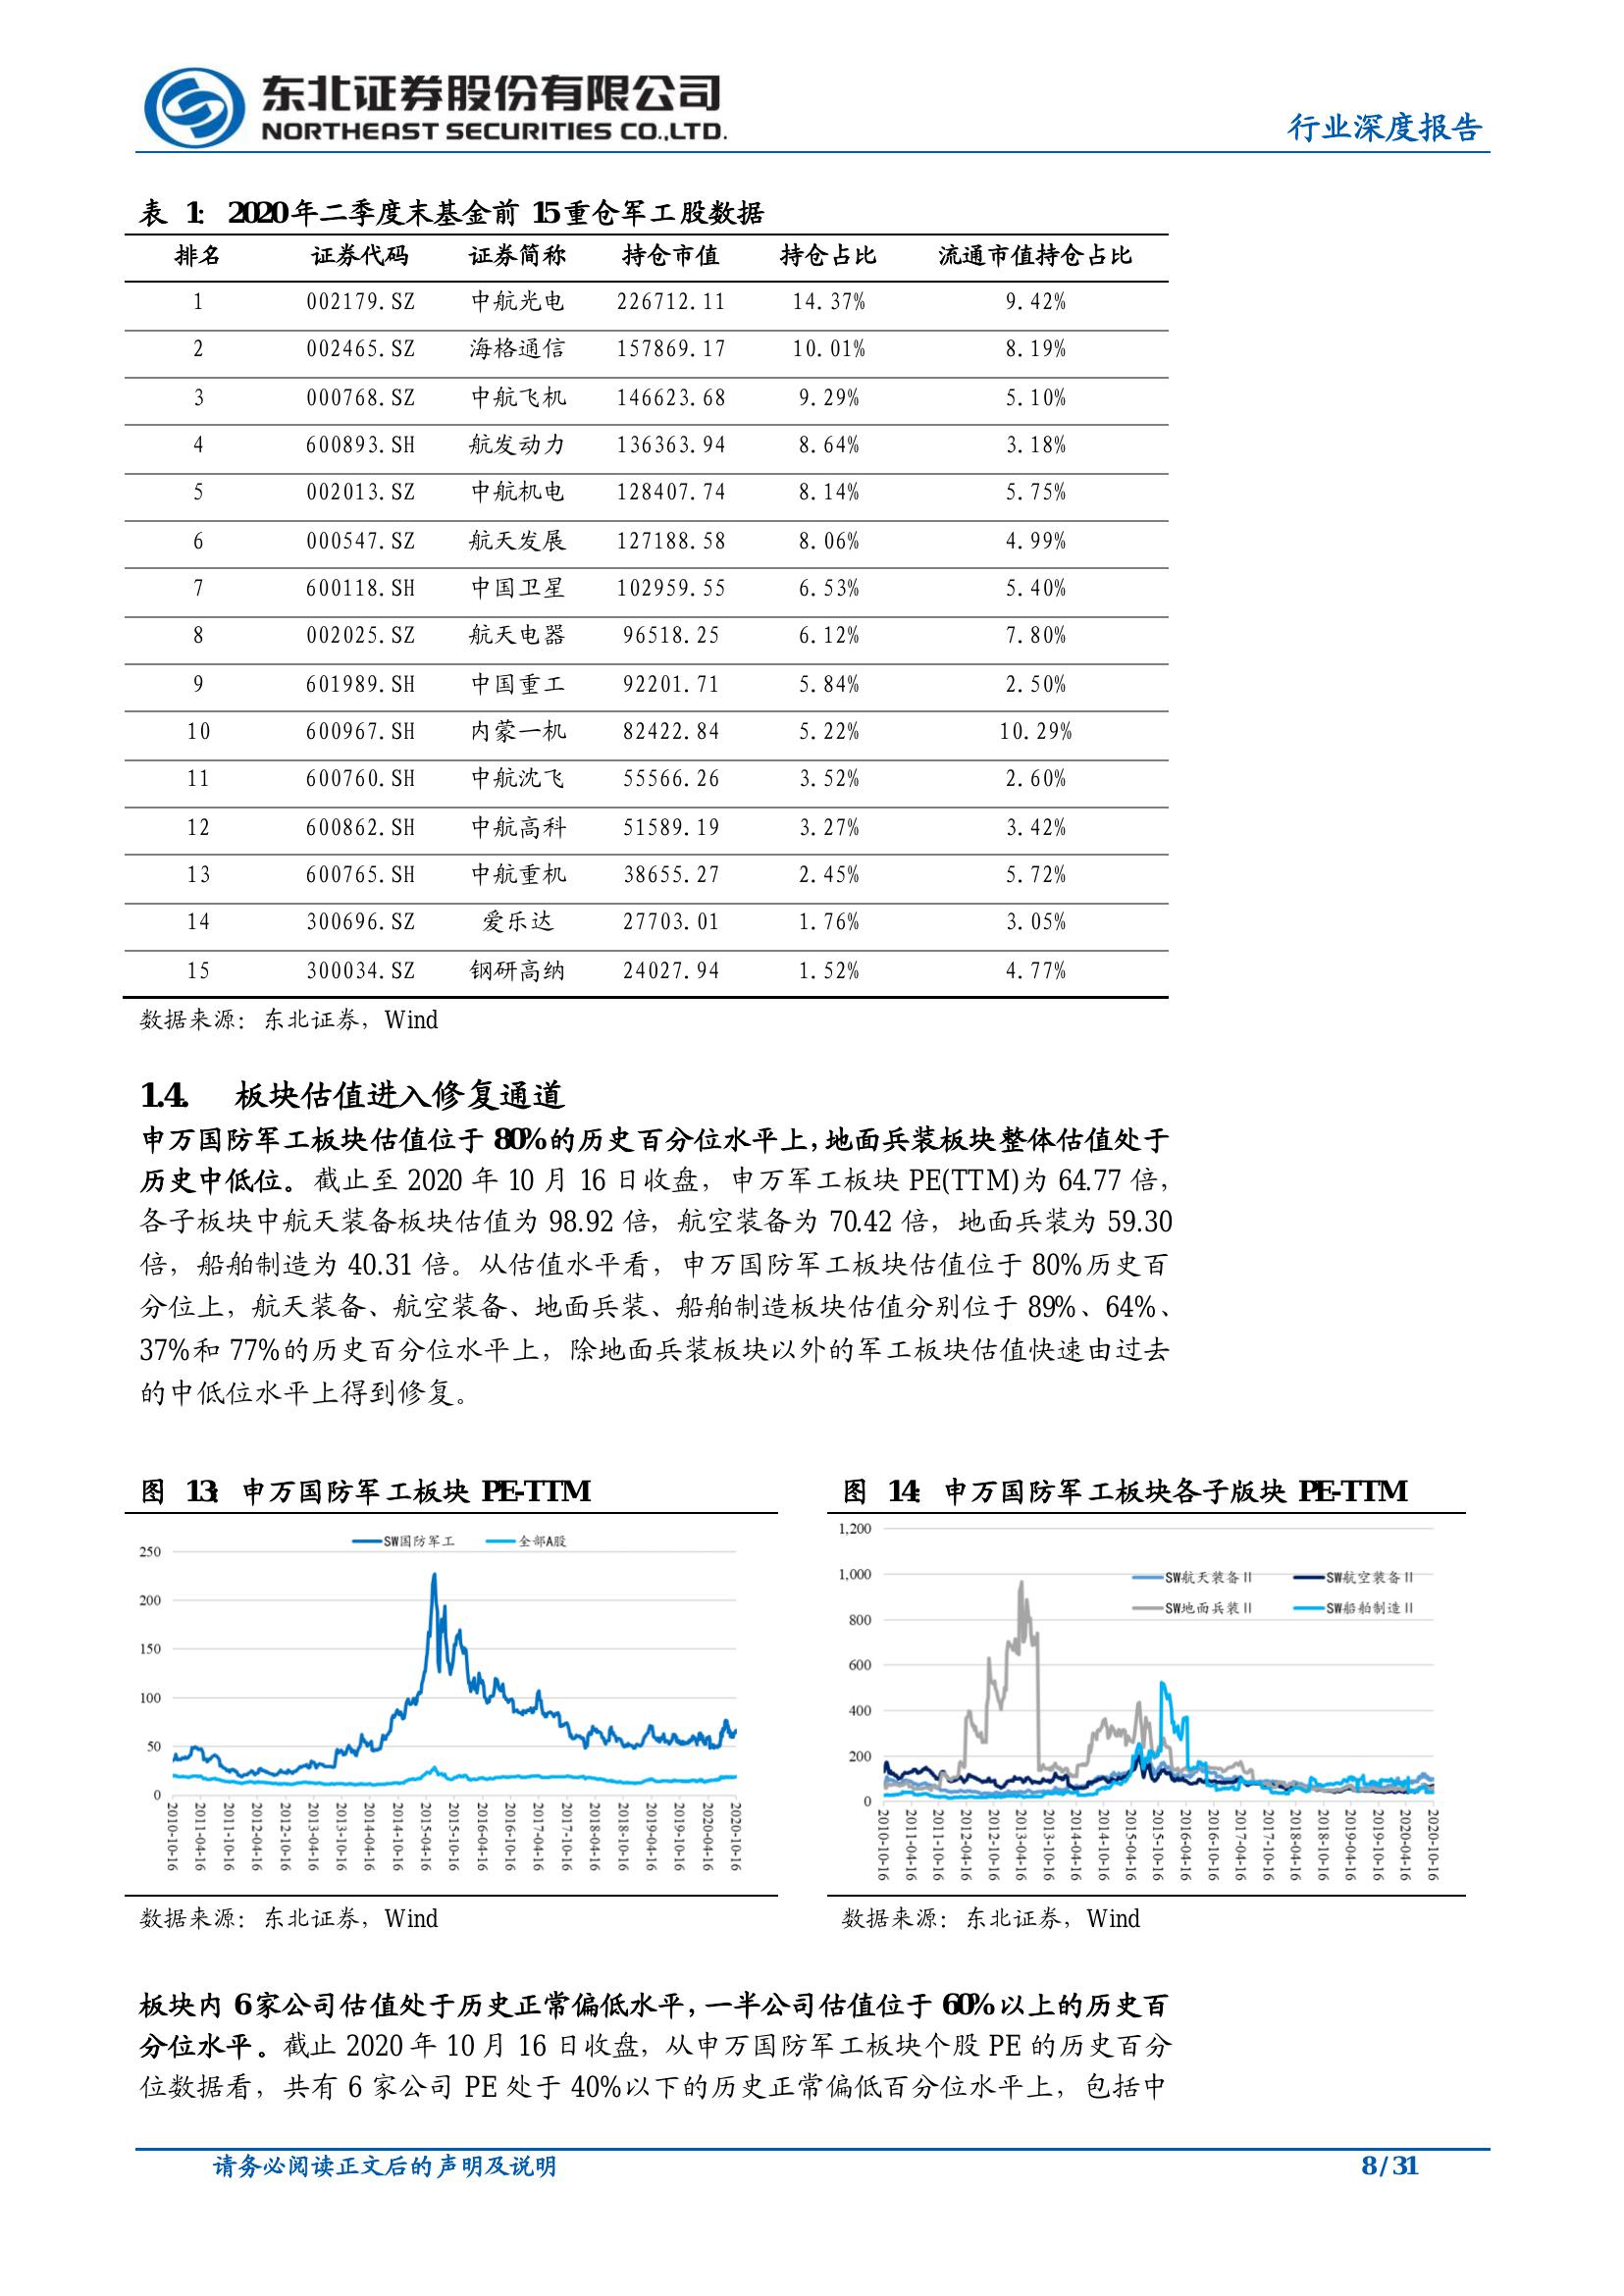 东北证券股份有限公司
NORTHEAST SECURITIES CO.,LTD.
行业深度报告
表 1：2020年二季度末基金前 15 重仓军工股数据
排名 证券代码 证券简称 持仓市值 持仓占比 流通市值持仓占比
1 002179.SZ 中航光电 226712.11 14.37% 9.42%
2 002465.SZ 海格通信 157869.17 10.01% 8.19%
3 000768.SZ 中航飞机 146623.68 9.29% 5.10%
4 600893.SH 航发动力 136363.94 8.64% 3.18%
5 002013.SZ 中航机电 128407.74 8.14% 5.75%
6 000547.SZ 航天发展 127188.58 8.06% 4.99%
7 600118.SH 中国卫星 102959.55 6.53% 5.40%
8 002025.SZ 航天电器 96518.25 6.12% 7.80%
9 601989.SH 中国重工 92201.71 5.84% 2.50%
10 600967.SH 内蒙一机 82422.84 5.22% 10.29%
11 600760.SH 中航沈飞 55566.26 3.52% 2.60%
12 600862.SH 中航高科 51589.19 3.27% 3.42%
13 600765.SH 中航重机 38655.27 2.45% 5.72%
14 300696.SZ 爱乐达 27703.01 1.76% 3.05%
15 300034.SZ 钢研高纳 24027.94 1.52% 4.77%
数据来源：东北证券，Wind
1.4. 板块估值进入修复通道
申万国防军工板块估值位于 80%的历史百分位水平上，地面兵装板块整体估值处于
历史中低位。截止至 2020 年 10 月 16 日收盘，申万军工板块 PE(TTM)为 64.77 倍，
各子板块中航天装备板块估值为 98.92 倍，航空装备为 70.42 倍，地面兵装为 59.30
倍，船舶制造为 40.31 倍。从估值水平看，申万国防军工板块估值位于 80%历史百
分位上，航天装备、航空装备、地面兵装、船舶制造板块估值分别位于 89%、64%、
37%和 77%的历史百分位水平上，除地面兵装板块以外的军工板块估值快速由过去
的中低位水平上得到修复。
图 13：申万国防军工板块 PE-TTM
SW国防军工 全部A股
250
200
150
100
50
0
2010-10-16 2011-04-16 2011-10-16 2012-04-16 2012-10-16 2013-04-16 2013-10-16 2014-04-16 2014-10-16 2015-04-16 2015-10-16 2016-04-16 2016-10-16 2017-04-16 2017-10-16 2018-04-16 2018-10-16 2019-04-16 2019-10-16 2020-04-16 2020-10-16
数据来源：东北证券，Wind
图 14：申万国防军工板块各子版块 PE-TTM
1,200
1,000
800
600
400
200
0
SW航天装备Ⅱ SW航空装备Ⅱ
SW地面兵装Ⅱ SW船舶制造Ⅱ
2010-10-16 2011-04-16 2011-10-16 2012-04-16 2012-10-16 2013-04-16 2013-10-16 2014-04-16 2014-10-16 2015-04-16 2015-10-16 2016-04-16 2016-10-16 2017-04-16 2017-10-16 2018-04-16 2018-10-16 2019-04-16 2019-10-16 2020-04-16 2020-10-16
数据来源：东北证券，Wind
板块内 6 家公司估值处于历史正常偏低水平，一半公司估值位于 60%以上的历史百
分位水平。截止 2020 年 10 月 16 日收盘，从申万国防军工板块个股 PE 的历史百分
位数据看，共有 6 家公司 PE 处于 40%以下的历史正常偏低百分位水平上，包括中
请务必阅读正文后的声明及说明
8 / 31